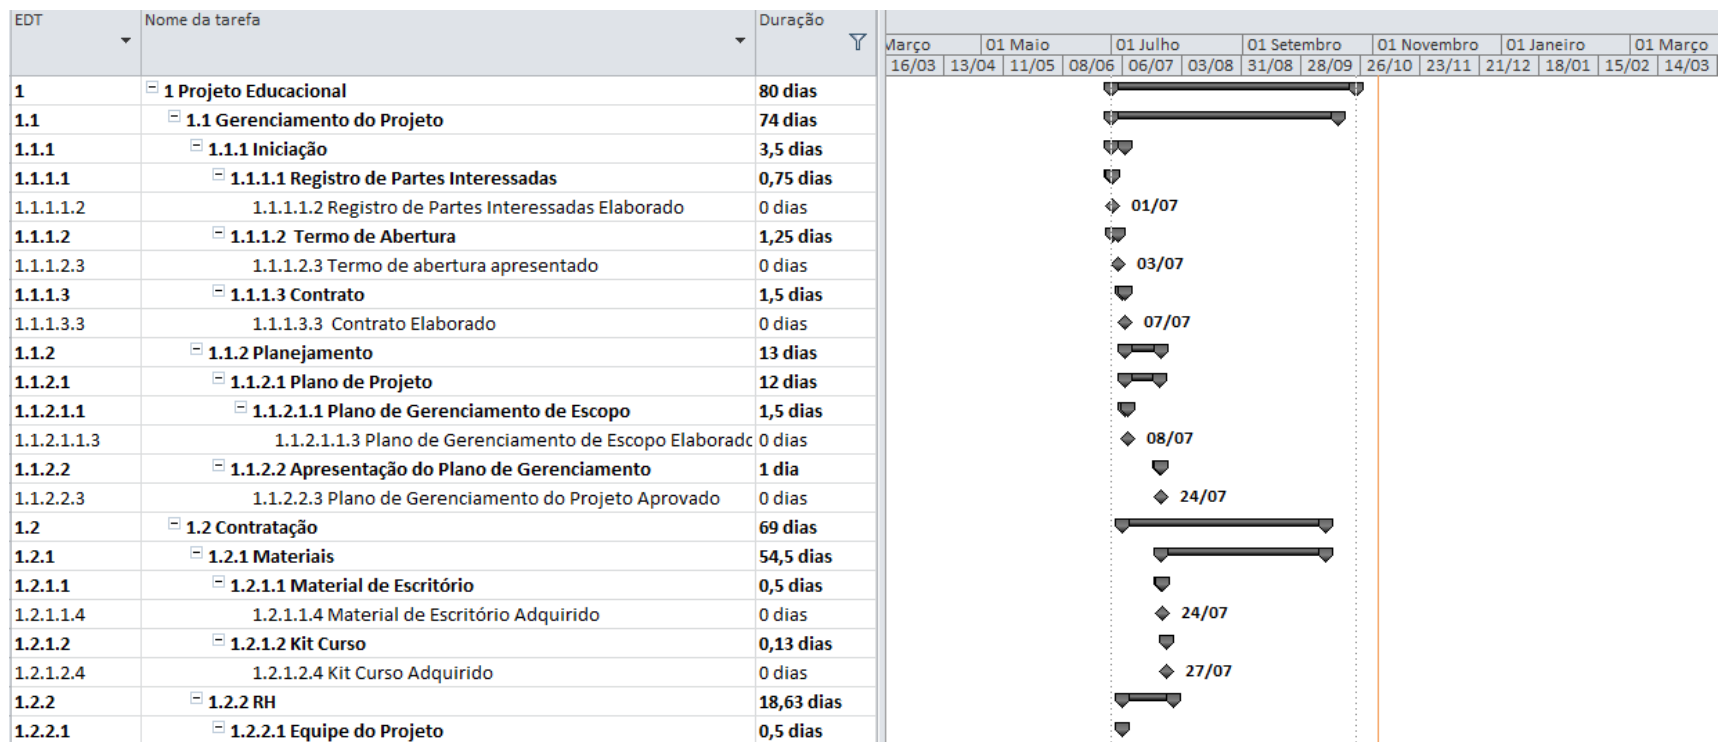 EDT Nome da tarefa Duração
Março 01 Maio 01 Julho 01 Setembro 01 Novembro 01 Janeiro 01 Março
16/03 13/04 11/05 08/06 06/07 03/08 31/08 28/09 26/10 23/11 21/12 18/01 15/02 14/03
1 1 Projeto Educacional 80 dias
1.1 1.1 Gerenciamento do Projeto 74 dias
1.1.1 1.1.1 Iniciação 3,5 dias
1.1.1.1 1.1.1.1 Registro de Partes Interessadas 0,75 dias
1.1.1.1.2 1.1.1.1.2 Registro de Partes Interessadas Elaborado 0 dias 01/07
1.1.1.2 1.1.1.2 Termo de Abertura 1,25 dias
1.1.1.2.3 1.1.1.2.3 Termo de abertura apresentado 0 dias 03/07
1.1.1.3 1.1.1.3 Contrato 1,5 dias
1.1.1.3.3 1.1.1.3.3 Contrato Elaborado 0 dias 07/07
1.1.2 1.1.2 Planejamento 13 dias
1.1.2.1 1.1.2.1 Plano de Projeto 12 dias
1.1.2.1.1 1.1.2.1.1 Plano de Gerenciamento de Escopo 1,5 dias
1.1.2.1.1.3 1.1.2.1.1.3 Plano de Gerenciamento de Escopo Elaborado 0 dias 08/07
1.1.2.2 1.1.2.2 Apresentação do Plano de Gerenciamento 1 dia
1.1.2.2.3 1.1.2.2.3 Plano de Gerenciamento do Projeto Aprovado 0 dias 24/07
1.2 1.2 Contratação 69 dias
1.2.1 1.2.1 Materiais 54,5 dias
1.2.1.1 1.2.1.1 Material de Escritório 0,5 dias
1.2.1.1.4 1.2.1.1.4 Material de Escritório Adquirido 0 dias 24/07
1.2.1.2 1.2.1.2 Kit Curso 0,13 dias
1.2.1.2.4 1.2.1.2.4 Kit Curso Adquirido 0 dias 27/07
1.2.2 1.2.2 RH 18,63 dias
1.2.2.1 1.2.2.1 Equipe do Projeto 0,5 dias